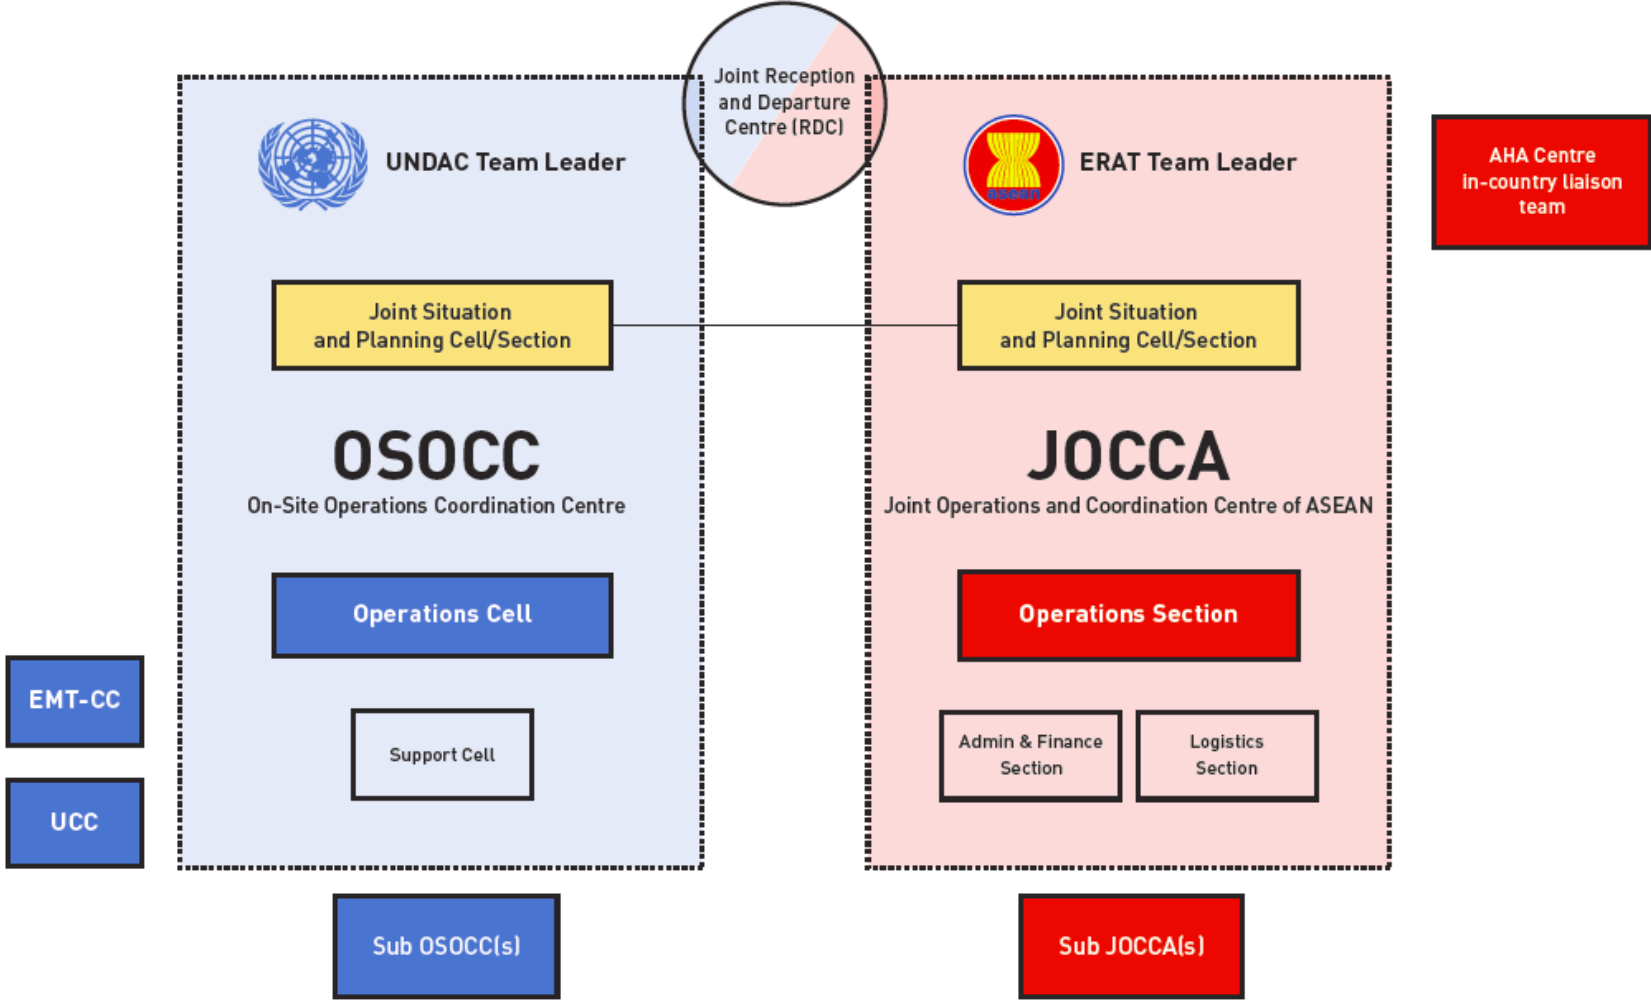 Joint Reception
and Departure
Centre (RDC)
UNDAC Team Leader
asean
ERAT Team Leader
AHA Centre
in-country liaison
team
Joint Situation
and Planning Cell/Section
Joint Situation
and Planning Cell/Section
OSOCC
On-Site Operations Coordination Centre
JOCCA
Joint Operations and Coordination Centre of ASEAN
Operations Cell
Operations Section
EMT-CC
UCC
Support Cell
Admin & Finance
Section
Logistics
Section
Sub OSOCC(s)
Sub JOCCA(s)